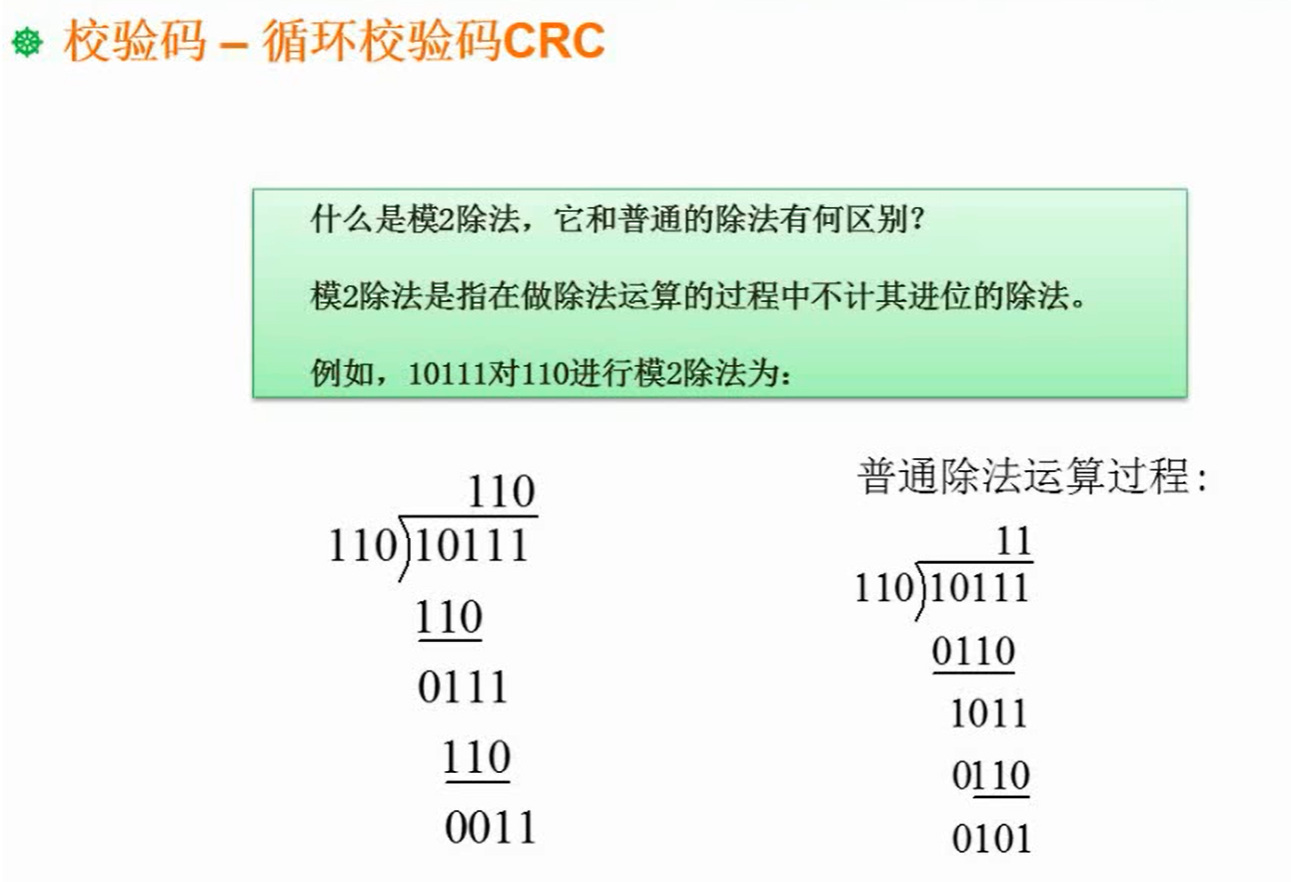 校验码 – 循环校验码CRC
什么是模2除法，它和普通的除法有何区别？
模2除法是指在做除法运算的过程中不计其进位的除法。
例如，10111对110进行模2除法为：
110
110)10111
110
0111
110
0011
普通除法运算过程:
11
110)10111
0110
1011
0110
0101